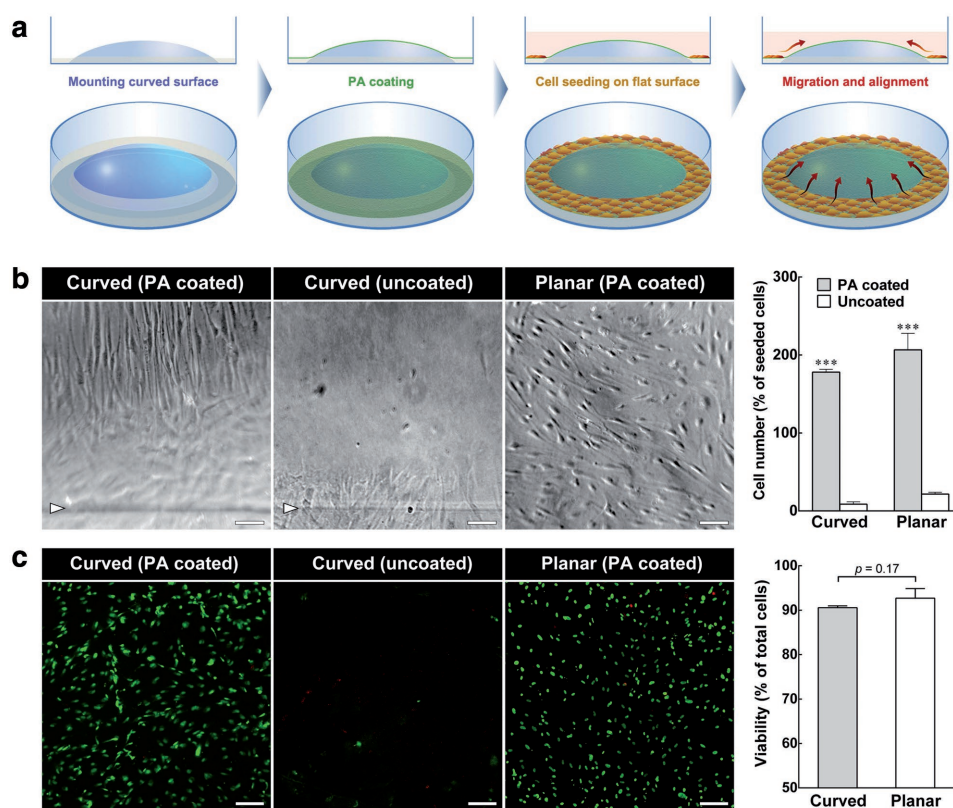 a
Mounting curved surface
PA coating
Cell seeding on flat surface
Migration and alignment
b
Curved (PA coated)
Curved (uncoated)
Planar (PA coated)
Cell number (% of seeded cells)
300
200
100
0
PA coated
Uncoated
***
***
Curved
Planar
c
Curved (PA coated)
Curved (uncoated)
Planar (PA coated)
Viability (% of total cells)
100
90
80
70
60
50
p = 0.17
Curved
Planar